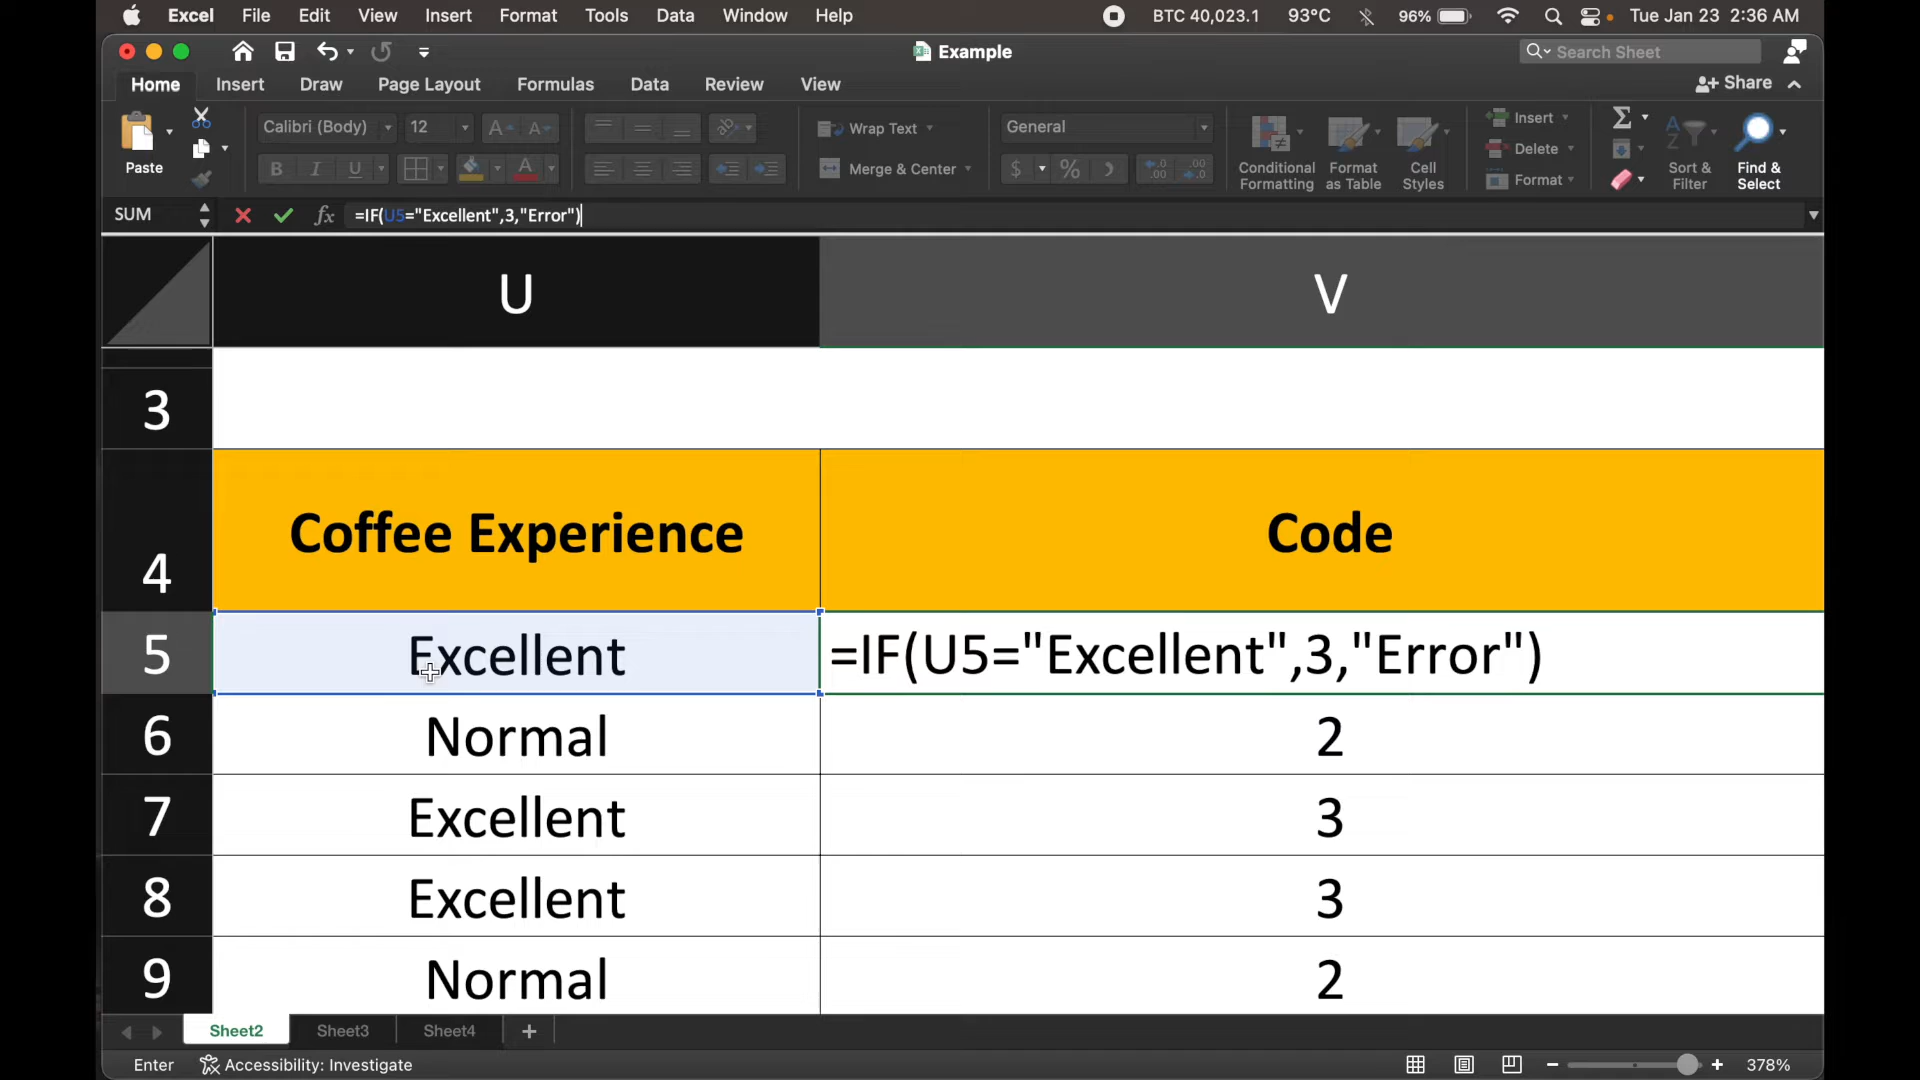 Excel File Edit View Insert Format Tools Data Window Help BTC 40,023.1 93°C 96% Tue Jan 23 2:36 AM
Example Search Sheet
Home Insert Draw Page Layout Formulas Data Review View Share
Paste Calibri (Body) 12 A A Wrap Text General Insert
B I U A Merge & Center $ % Conditional Formatting Format as Table Cell Styles Delete Format Sort & Filter Find & Select
SUM fx =IF(U5="Excellent",3,"Error")
U V
3
4 Coffee Experience Code
5 Excellent =IF(U5="Excellent",3,"Error")
6 Normal 2
7 Excellent 3
8 Excellent 3
9 Normal 2
Sheet2 Sheet3 Sheet4 +
Enter Accessibility: Investigate 378%